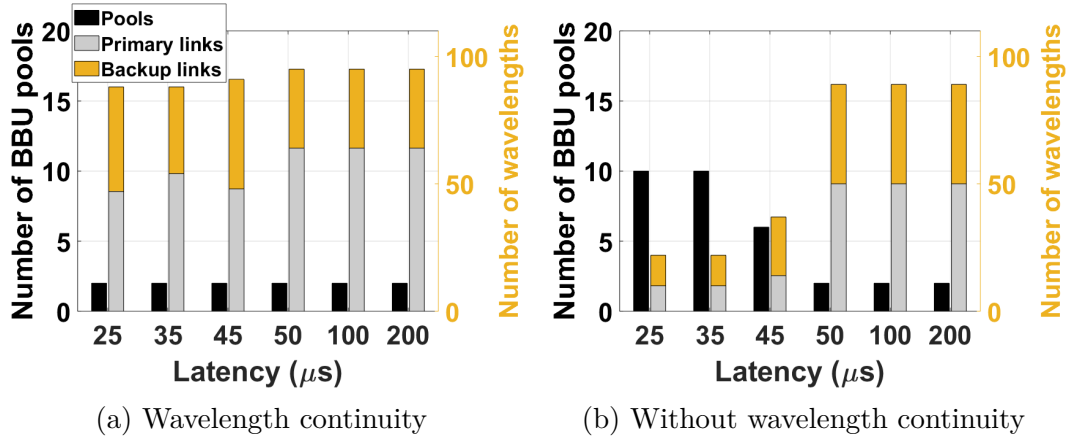 Pools
Primary links
Backup links
Number of BBU pools
20
15
10
5
0
100
50
0
Number of wavelengths
25 35 45 50 100 200
Latency (μs)
(a) Wavelength continuity
Number of BBU pools
20
15
10
5
0
100
50
0
Number of wavelengths
25 35 45 50 100 200
Latency (μs)
(b) Without wavelength continuity